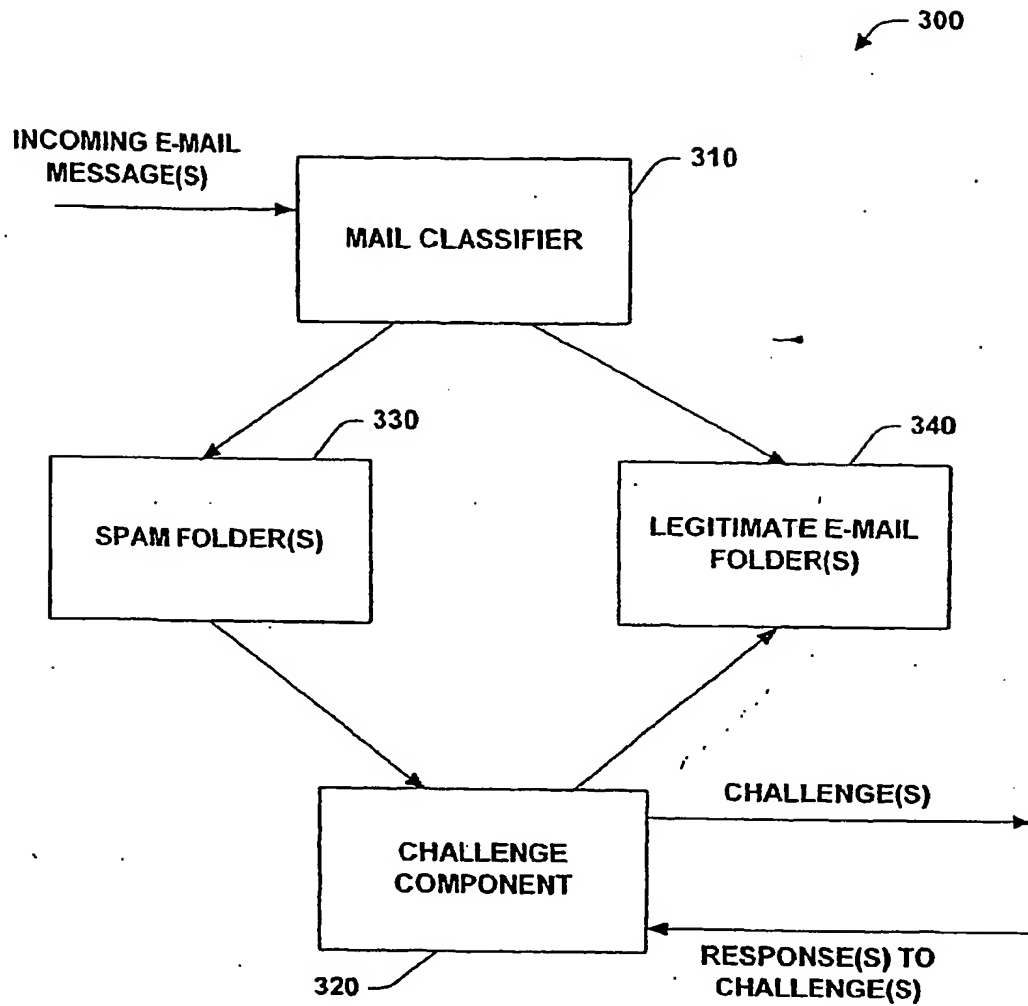 300
INCOMING E-MAIL
MESSAGE(S)
310
MAIL CLASSIFIER
330
340
SPAM FOLDER(S)
LEGITIMATE E-MAIL
FOLDER(S)
CHALLENGE(S)
CHALLENGE
COMPONENT
RESPONSE(S) TO
CHALLENGE(S)
320